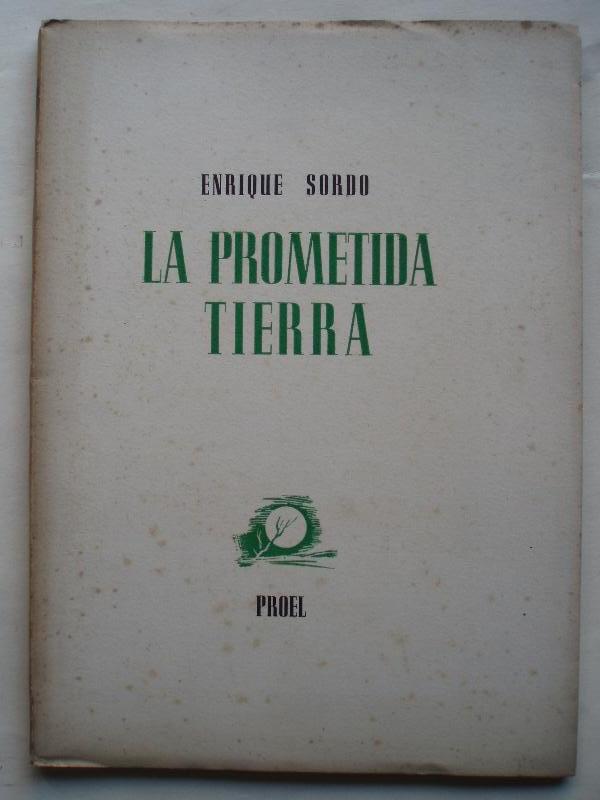 ENRIQUE SORDO
LA PROMETIDA
TIERRA
PROEL